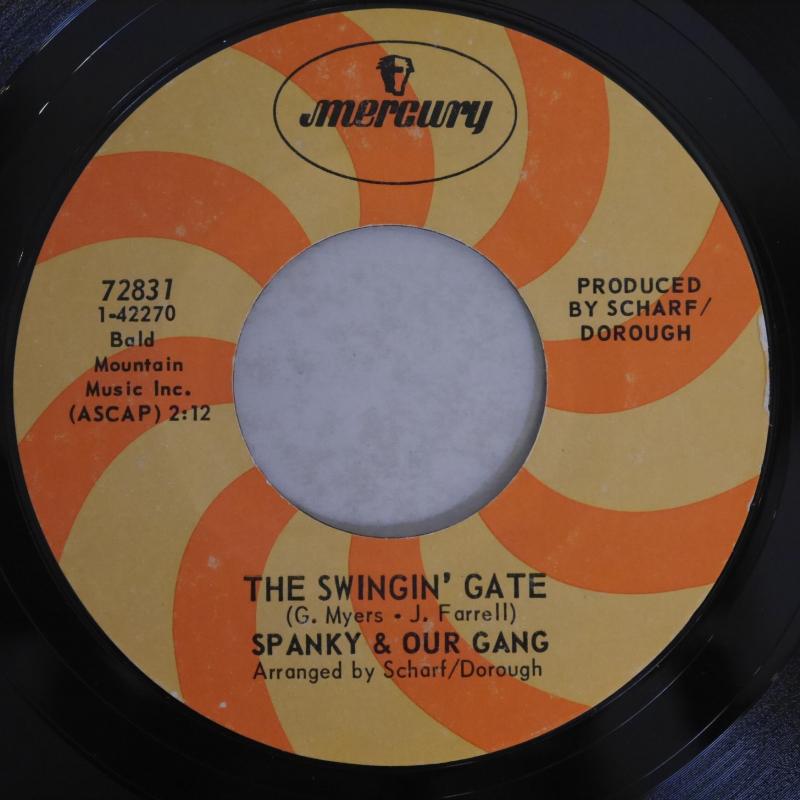 mercury
72831
1-42270
Bald
Mountain
Music Inc.
(ASCAP) 2:12
PRODUCED
BY SCHARF/
DOROUGH
THE SWINGIN' GATE
(G. Myers • J. Farrell)
SPANKY & OUR GANG
Arranged by Scharf/Dorough